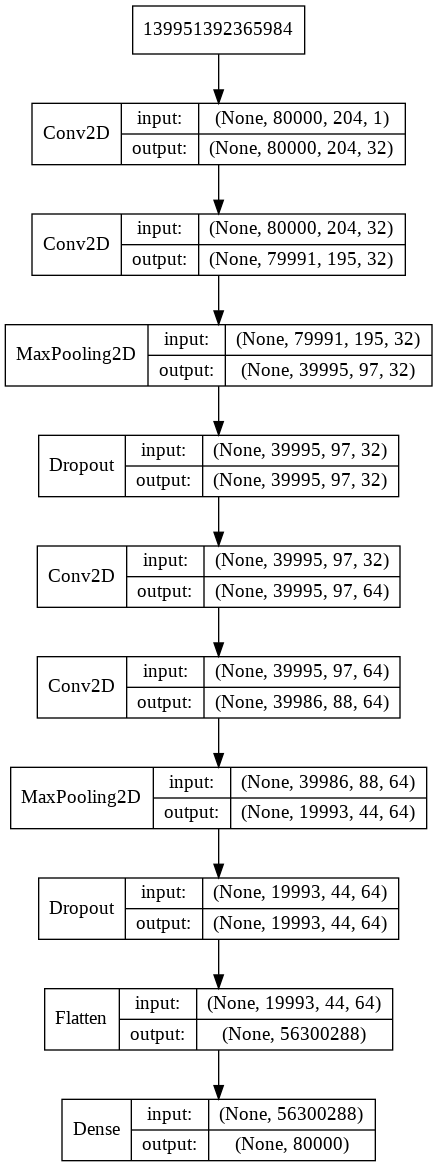 139951392365984
Conv2D
input: (None, 80000, 204, 1)
output: (None, 80000, 204, 32)
Conv2D
input: (None, 80000, 204, 32)
output: (None, 79991, 195, 32)
MaxPooling2D
input: (None, 79991, 195, 32)
output: (None, 39995, 97, 32)
Dropout
input: (None, 39995, 97, 32)
output: (None, 39995, 97, 32)
Conv2D
input: (None, 39995, 97, 32)
output: (None, 39995, 97, 64)
Conv2D
input: (None, 39995, 97, 64)
output: (None, 39986, 88, 64)
MaxPooling2D
input: (None, 39986, 88, 64)
output: (None, 19993, 44, 64)
Dropout
input: (None, 19993, 44, 64)
output: (None, 19993, 44, 64)
Flatten
input: (None, 19993, 44, 64)
output: (None, 56300288)
Dense
input: (None, 56300288)
output: (None, 80000)